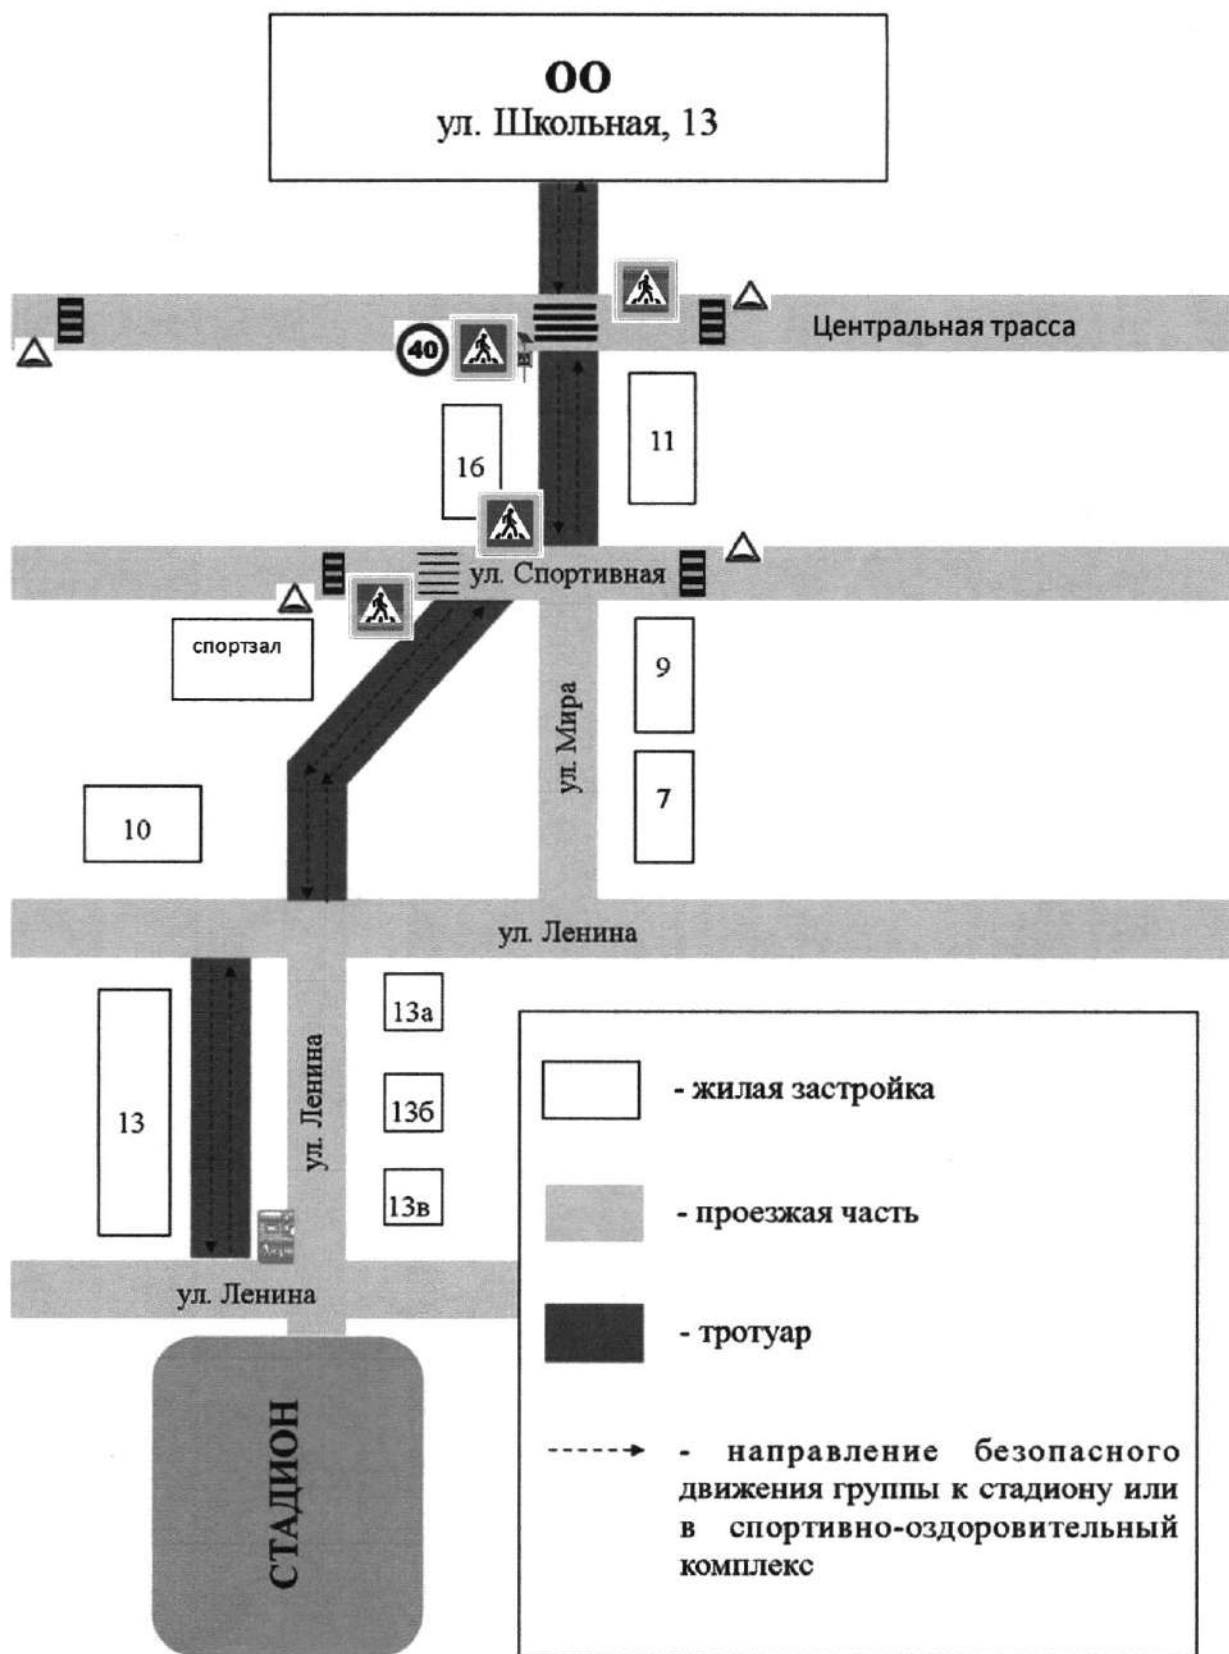 ОО
ул. Школьная, 13
Центральная трасса
40
11
16
ул. Спортивная
спортзал
9
ул. Мира
7
10
ул. Ленина
13а
ул. Ленина
13б
13
13в
ул. Ленина
СТАДИОН
- жилая застройка
- проезжая часть
- тротуар
- направление безопасного
движения группы к стадиону или
в спортивно-оздоровительный
комплекс